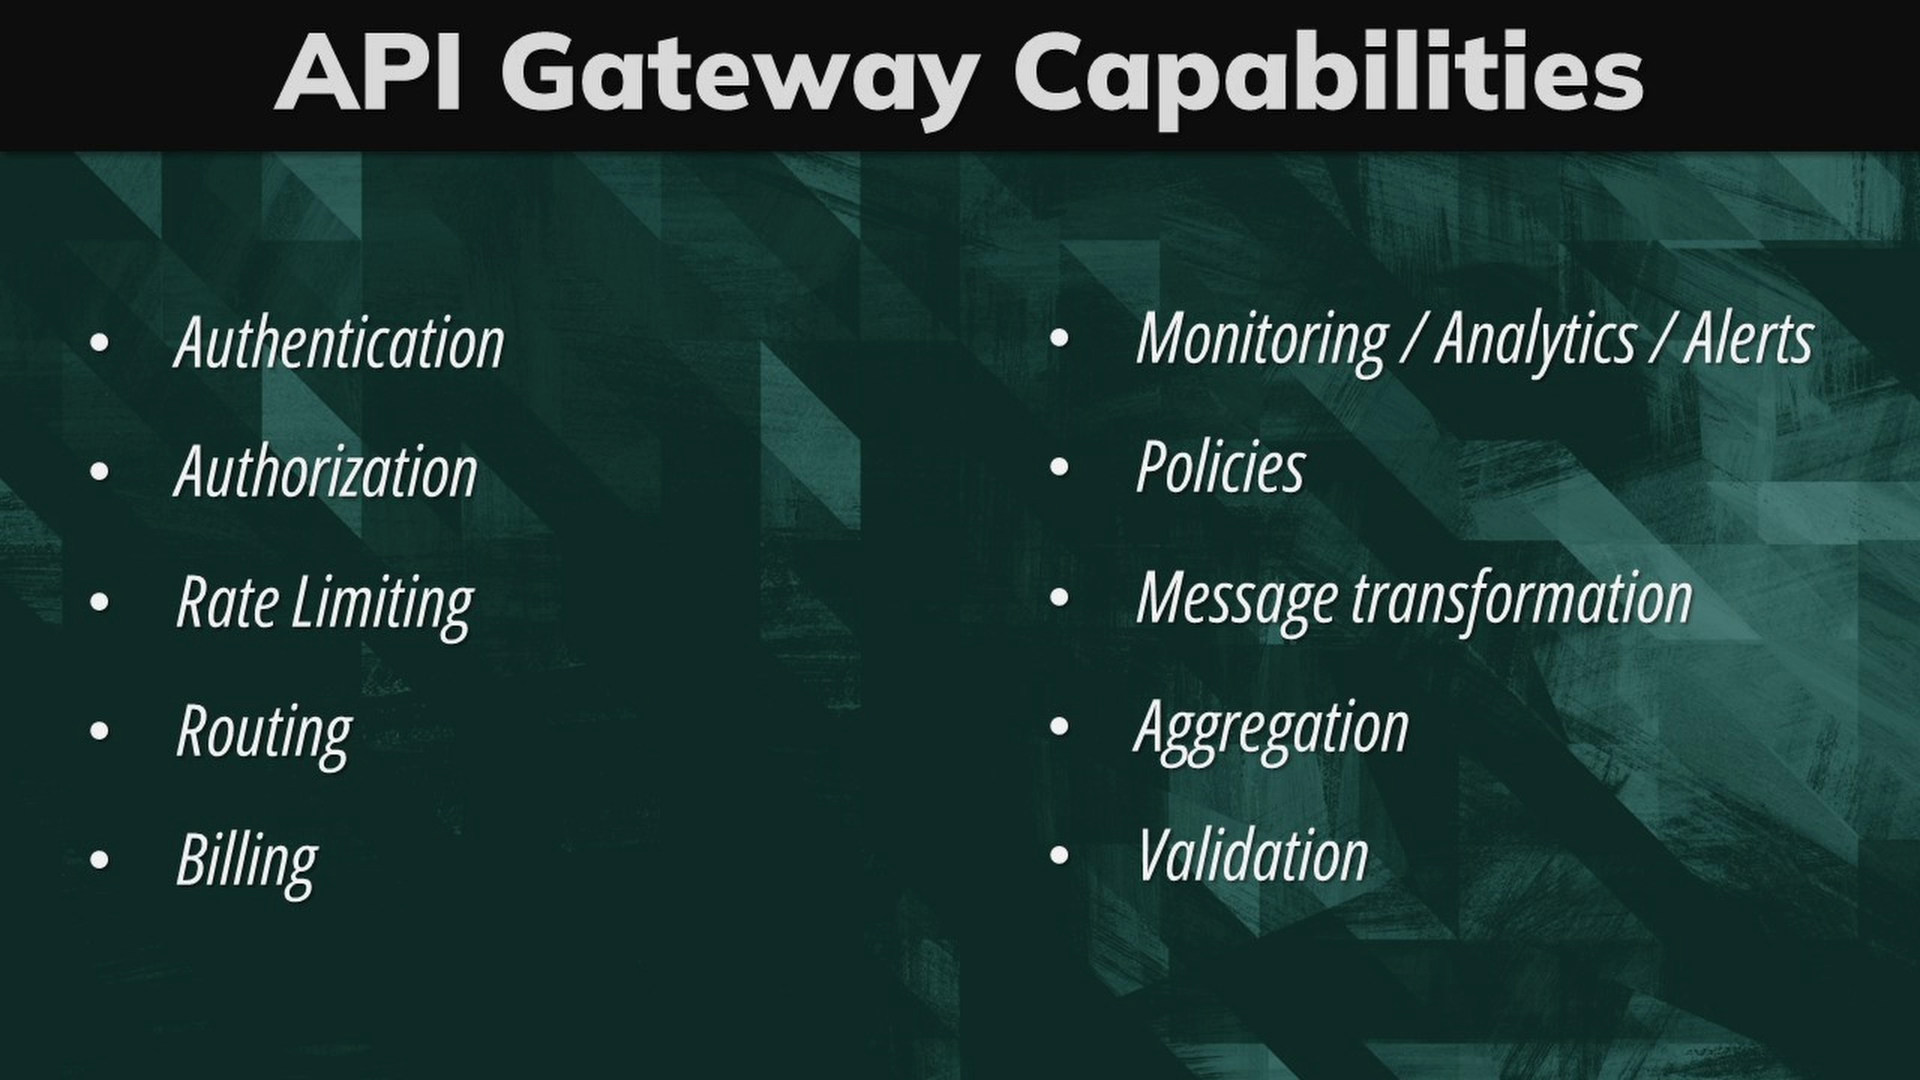 API Gateway Capabilities
• Authentication
• Authorization
• Rate Limiting
• Routing
• Billing
• Monitoring / Analytics / Alerts
• Policies
• Message transformation
• Aggregation
• Validation